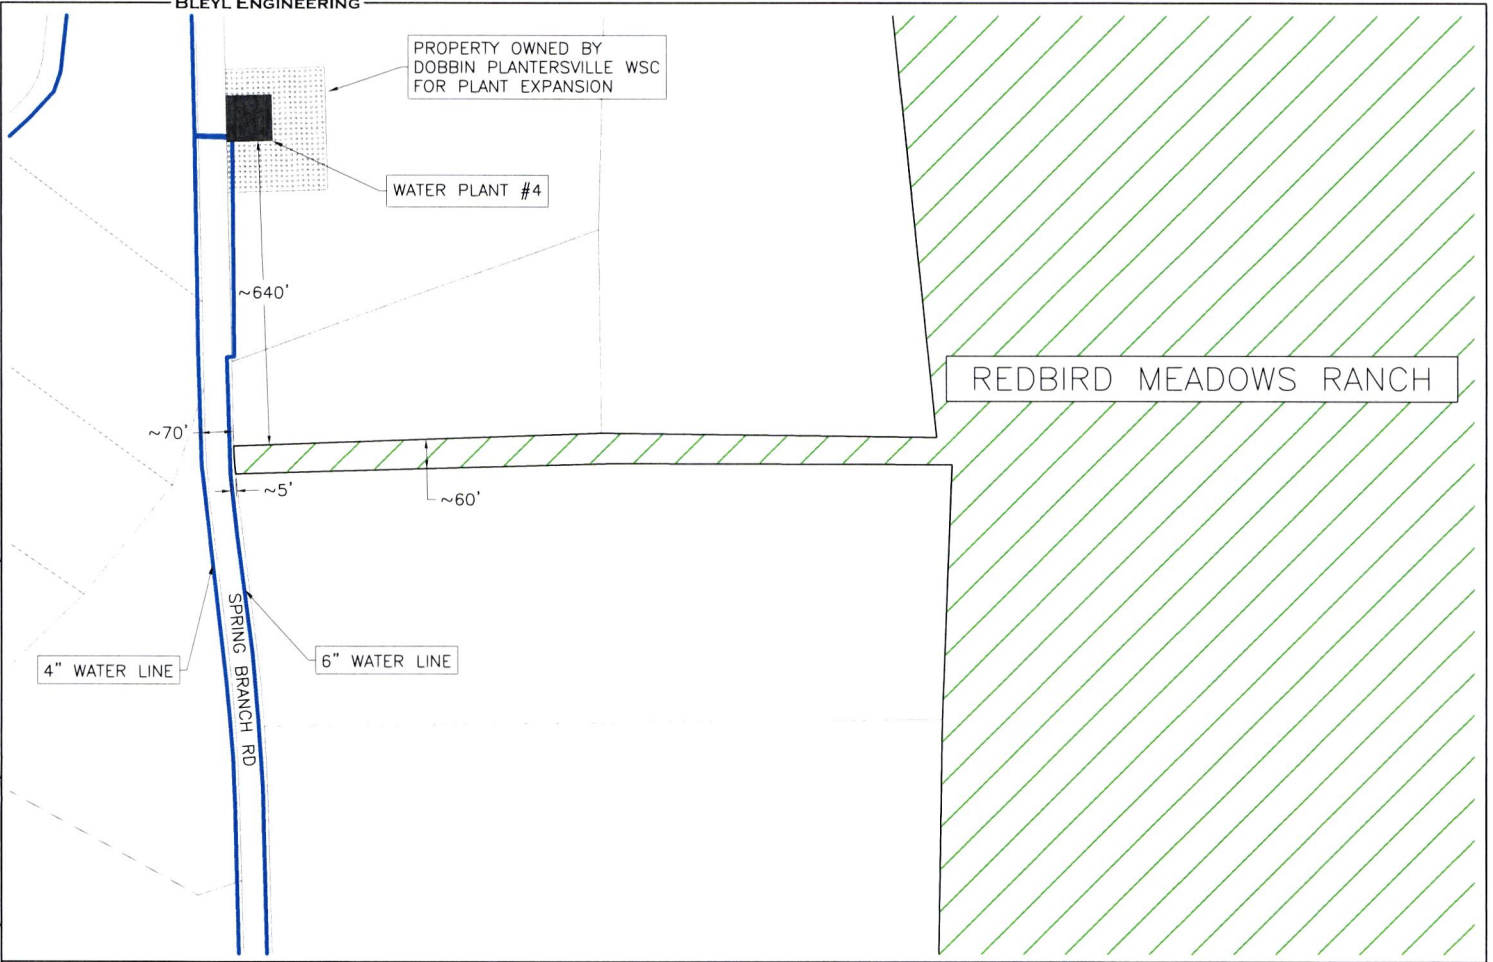 BLEYL ENGINEERING
PROPERTY OWNED BY
DOBBIN PLANTERSVILLE WSC
FOR PLANT EXPANSION
WATER PLANT #4
~640'
REDBIRD MEADOWS RANCH
~70'
~5'
~60'
SPRING BRANCH RD
4" WATER LINE
6" WATER LINE